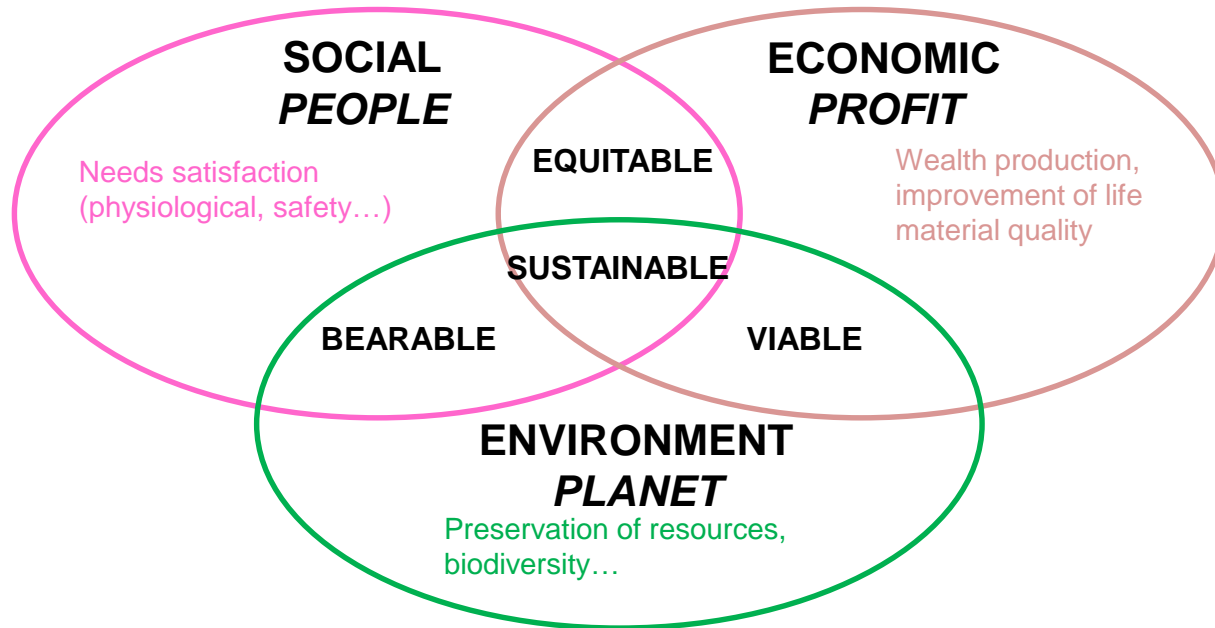 SOCIAL
PEOPLE
Needs satisfaction
(physiological, safety…)
ECONOMIC
PROFIT
Wealth production,
improvement of life
material quality
EQUITABLE
SUSTAINABLE
BEARABLE
VIABLE
ENVIRONMENT
PLANET
Preservation of resources,
biodiversity…